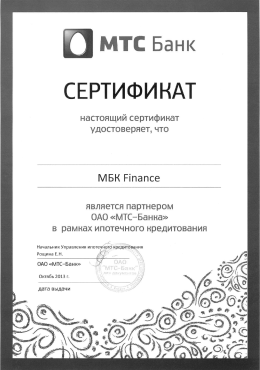 МТС Банк
СЕРТИФИКАТ
настоящий сертификат
удостоверяет, что
МБК Finance
является партнером
ОАО «МТС-Банка»
в рамках ипотечного кредитования
Начальник Управления ипотечного кредитования
Рощина Е.Н.
ОАО «МТС-Банк»
ОАО
"МТС-Банк"
Октябрь 2013 г.
дата выдачи